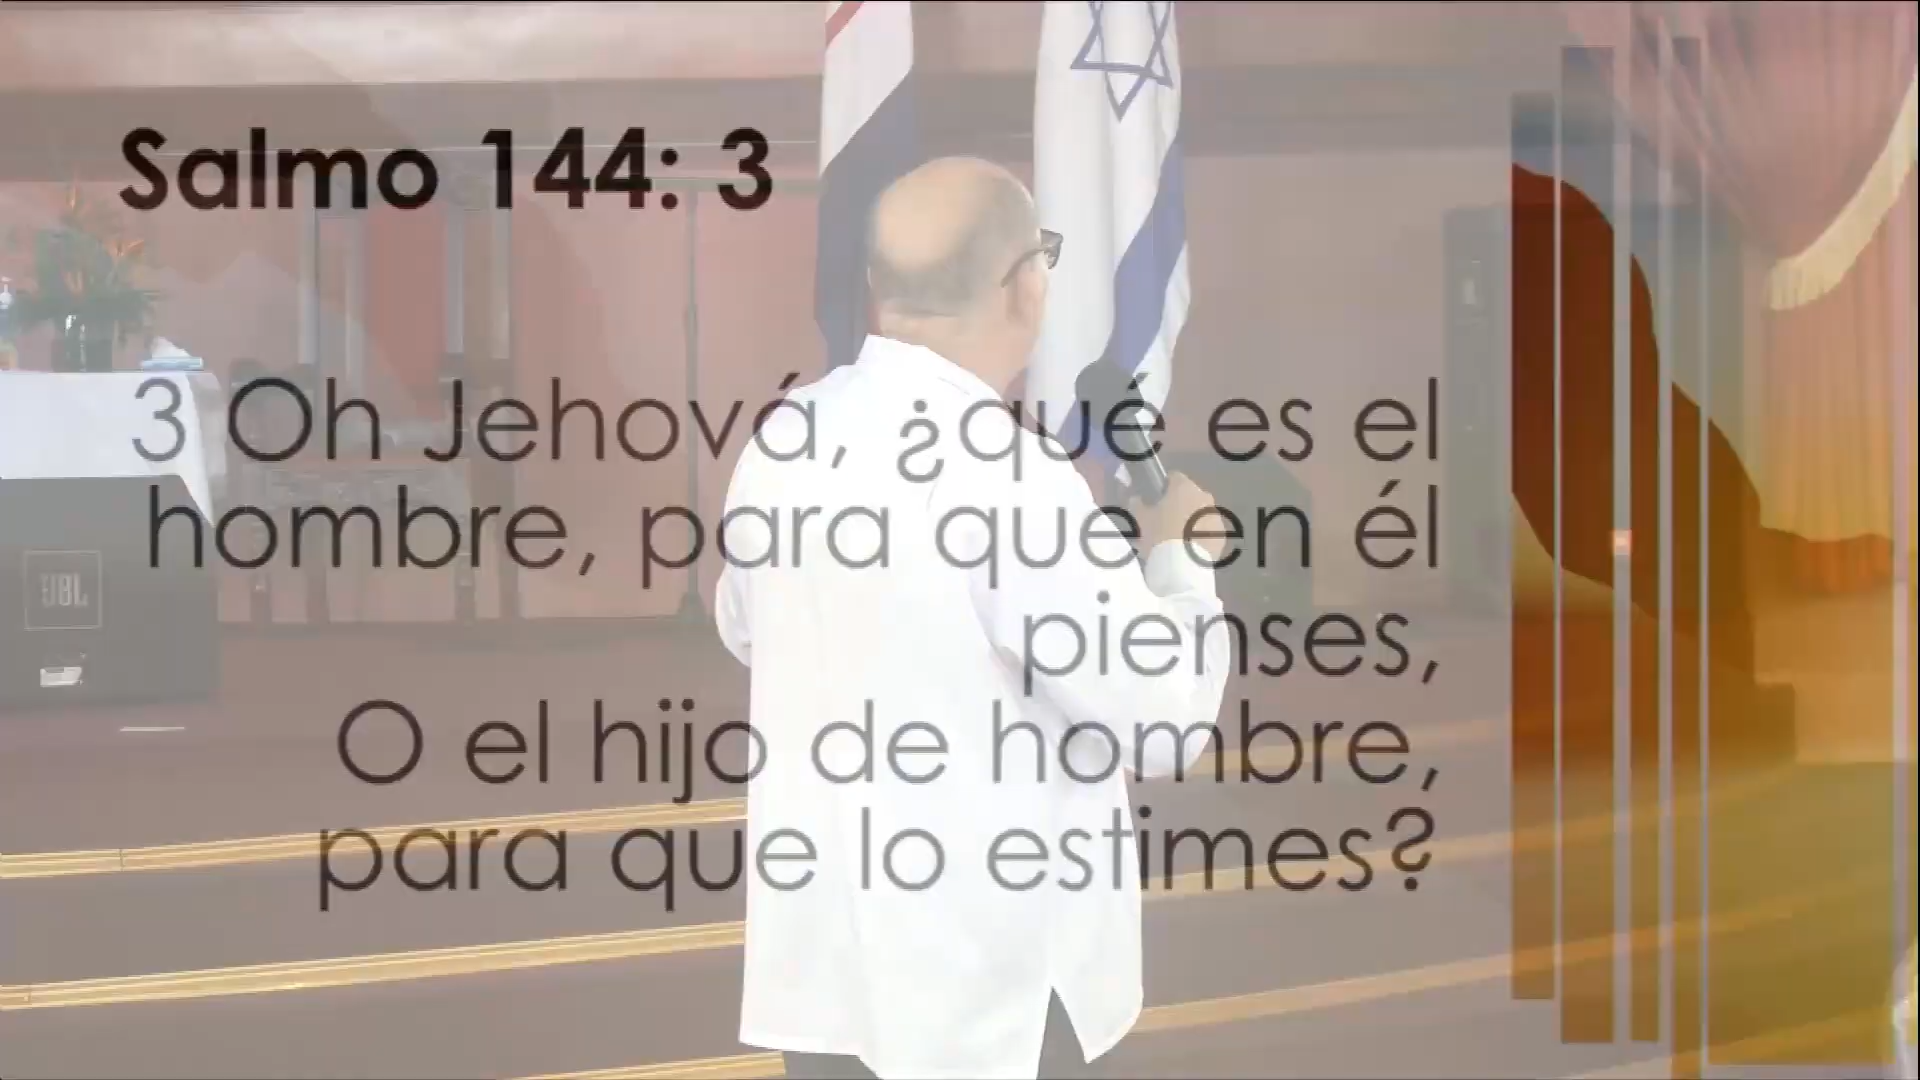 Salmo 144: 3
3 Oh Jehová, ¿qué es el
hombre, para que en él
pienses,
O el hijo de hombre,
para que lo estimes?
JBL